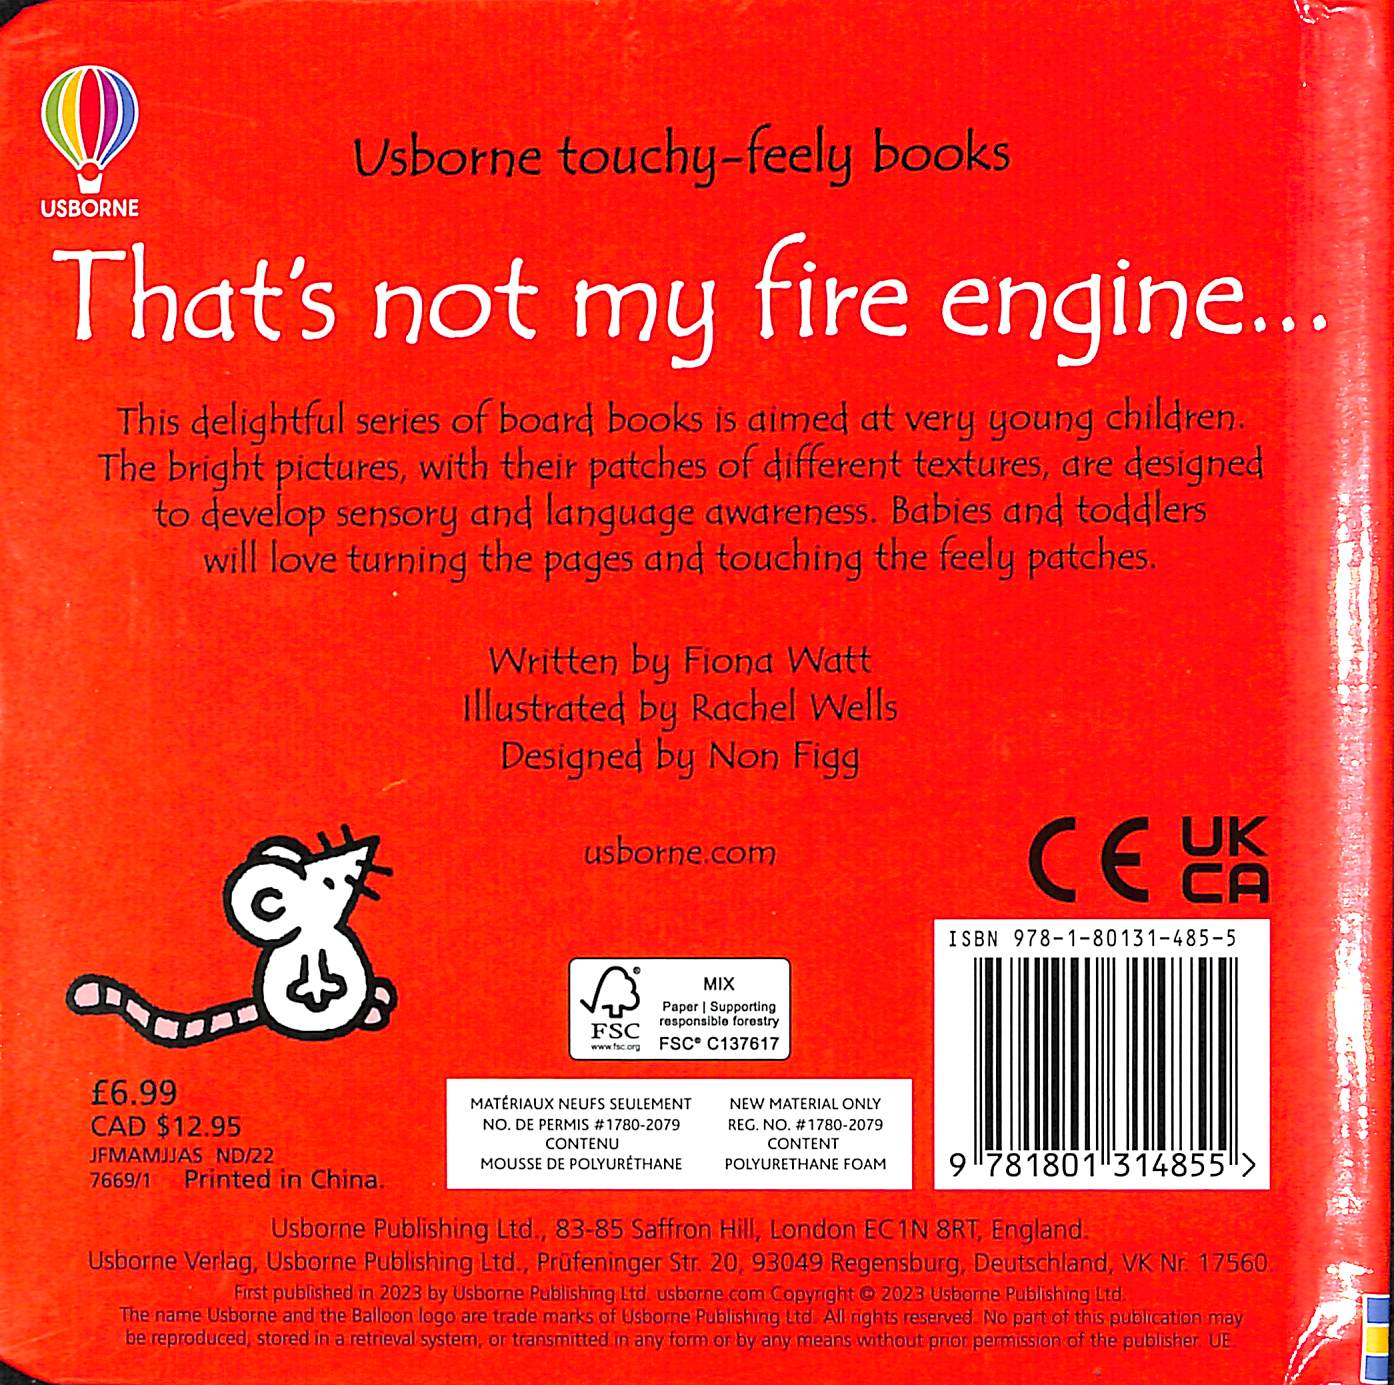 USBORNE
Usborne touchy-feely books
That's not my fire engine...
This delightful series of board books is aimed at very young children.
The bright pictures, with their patches of different textures, are designed
to develop sensory and language awareness. Babies and toddlers
will love turning the pages and touching the feely patches.
Written by Fiona Watt
Illustrated by Rachel Wells
Designed by Non Figg
usborne.com
CE
UK
CA
ISBN 978-1-80131-485-5
9 781801 314855 >
FSC
www.fsc.org
MIX
Paper | Supporting
responsible forestry
FSC® C137617
£6.99
CAD $12.95
JFMAMJJAS ND/22
7669/1 Printed in China.
MATÉRIAUX NEUFS SEULEMENT
NO. DE PERMIS #1780-2079
CONTENU
MOUSSE DE POLYURÉTHANE
NEW MATERIAL ONLY
REG. NO. #1780-2079
CONTENT
POLYURETHANE FOAM
Usborne Publishing Ltd., 83-85 Saffron Hill, London EC1N 8RT, England.
Usborne Verlag, Usborne Publishing Ltd., Prüfeninger Str. 20, 93049 Regensburg, Deutschland, VK Nr. 17560.
First published in 2023 by Usborne Publishing Ltd. usborne.com Copyright © 2023 Usborne Publishing Ltd.
The name Usborne and the Balloon logo are trade marks of Usborne Publishing Ltd. All rights reserved. No part of this publication may
be reproduced, stored in a retrieval system, or transmitted in any form or by any means without prior permission of the publisher. UE